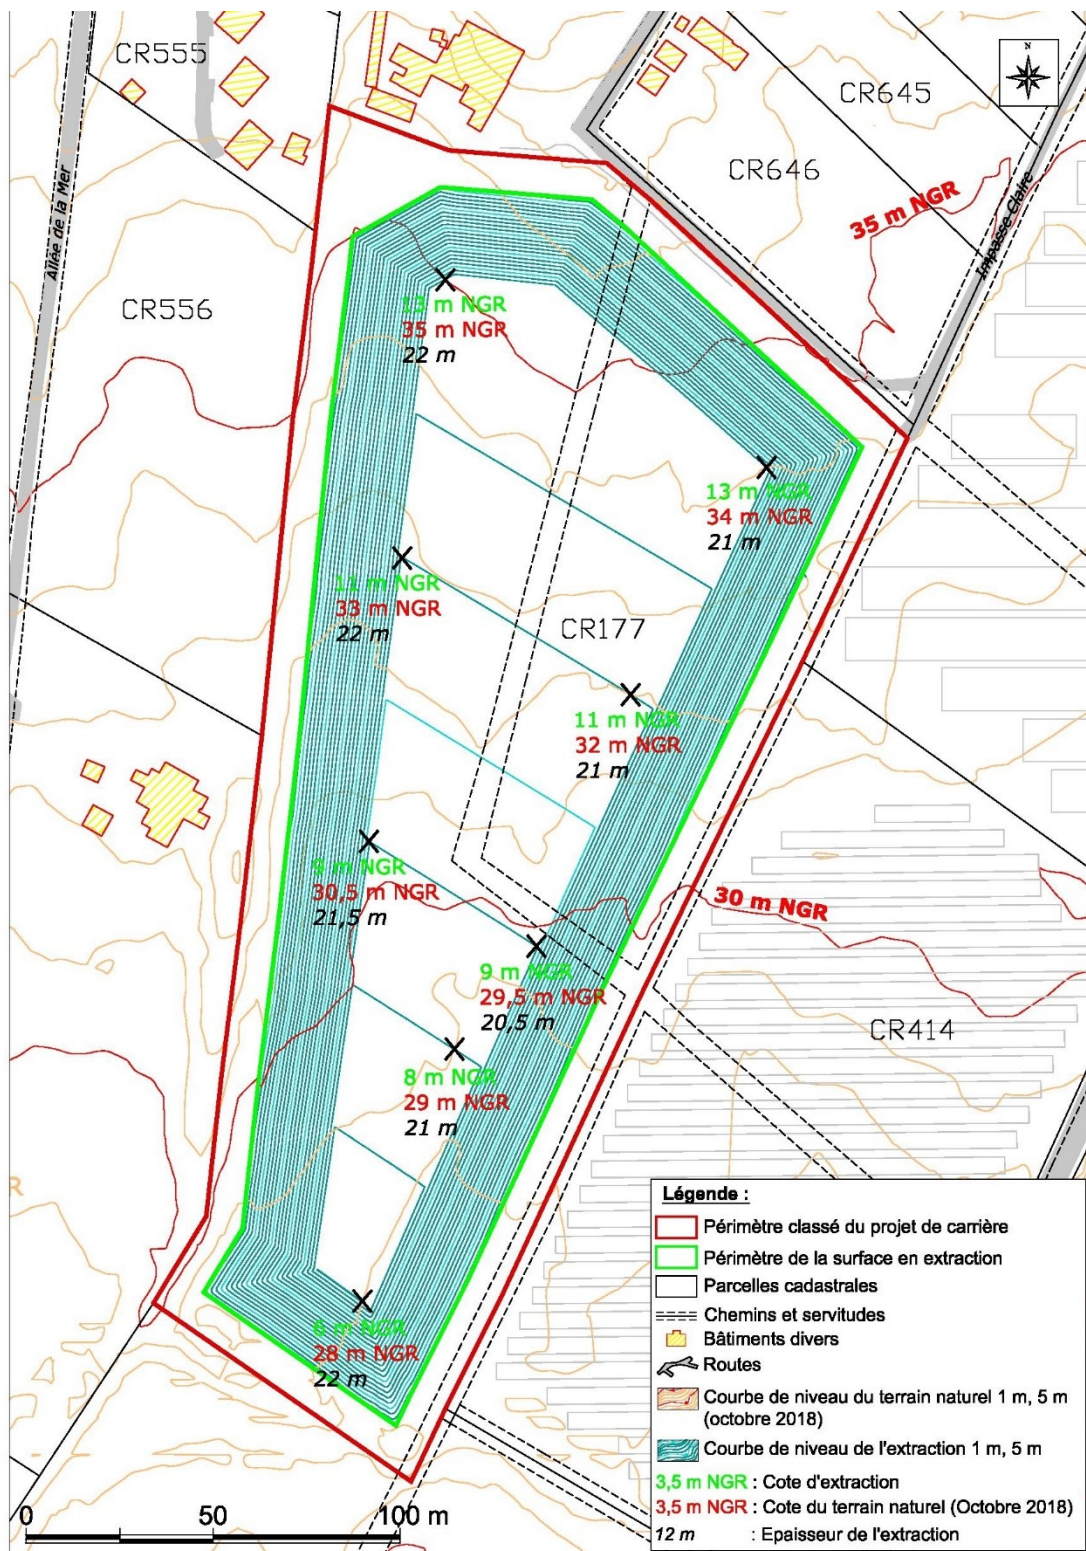 CR555
CR645
N
CR646
Allée de la Mer
Impasse Claire
35 m NGR
CR556
13 m NGR
35 m NGR
22 m
13 m NGR
34 m NGR
21 m
11 m NGR
33 m NGR
22 m
CR177
11 m NGR
32 m NGR
21 m
9 m NGR
30,5 m NGR
21,5 m
30 m NGR
9 m NGR
29,5 m NGR
20,5 m
CR414
8 m NGR
29 m NGR
21 m
R
6 m NGR
28 m NGR
22 m
Légende :
Périmètre classé du projet de carrière
Périmètre de la surface en extraction
Parcelles cadastrales
Chemins et servitudes
Bâtiments divers
Routes
Courbe de niveau du terrain naturel 1 m, 5 m
(octobre 2018)
Courbe de niveau de l'extraction 1 m, 5 m
3,5 m NGR : Cote d'extraction
3,5 m NGR : Cote du terrain naturel (Octobre 2018)
12 m : Epaisseur de l'extraction
0 50 100 m